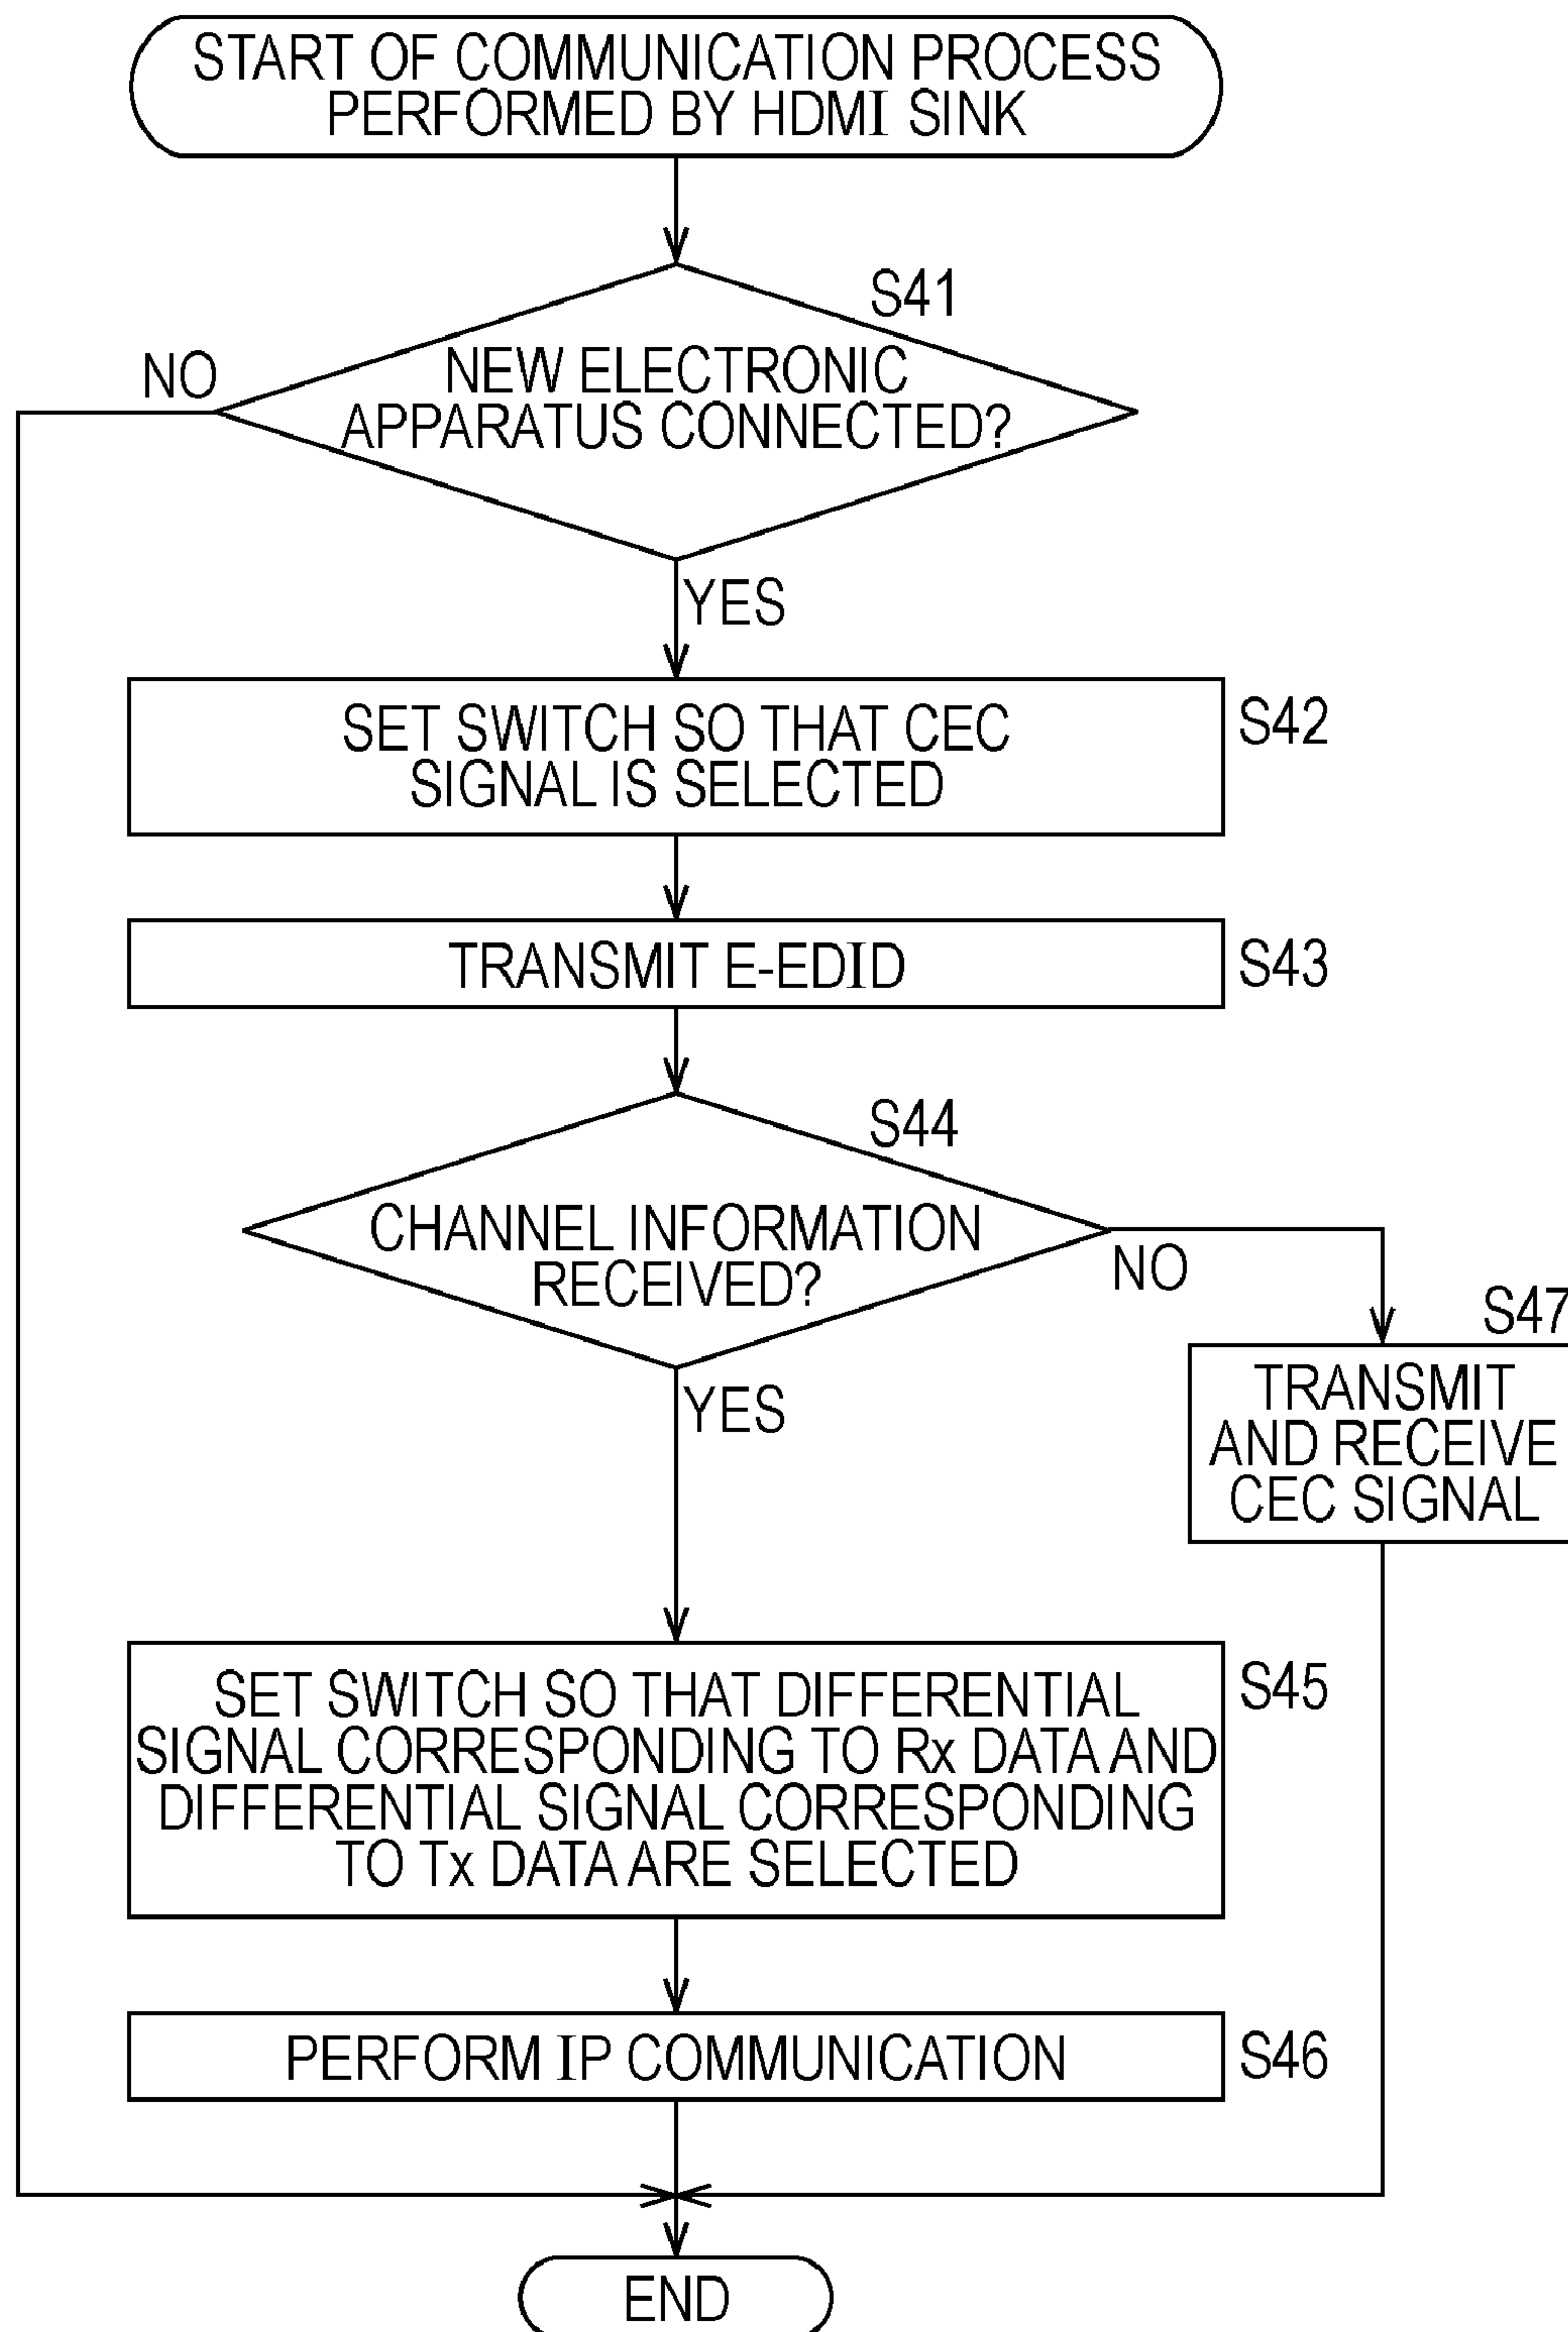 START OF COMMUNICATION PROCESS
PERFORMED BY HDMI SINK
S41
NO
NEW ELECTRONIC
APPARATUS CONNECTED?
YES
SET SWITCH SO THAT CEC
SIGNAL IS SELECTED
S42
TRANSMIT E-EDID
S43
S44
CHANNEL INFORMATION
RECEIVED?
NO
YES
S47
TRANSMIT
AND RECEIVE
CEC SIGNAL
SET SWITCH SO THAT DIFFERENTIAL
SIGNAL CORRESPONDING TO Rx DATA AND
DIFFERENTIAL SIGNAL CORRESPONDING
TO Tx DATA ARE SELECTED
S45
PERFORM IP COMMUNICATION
S46
END